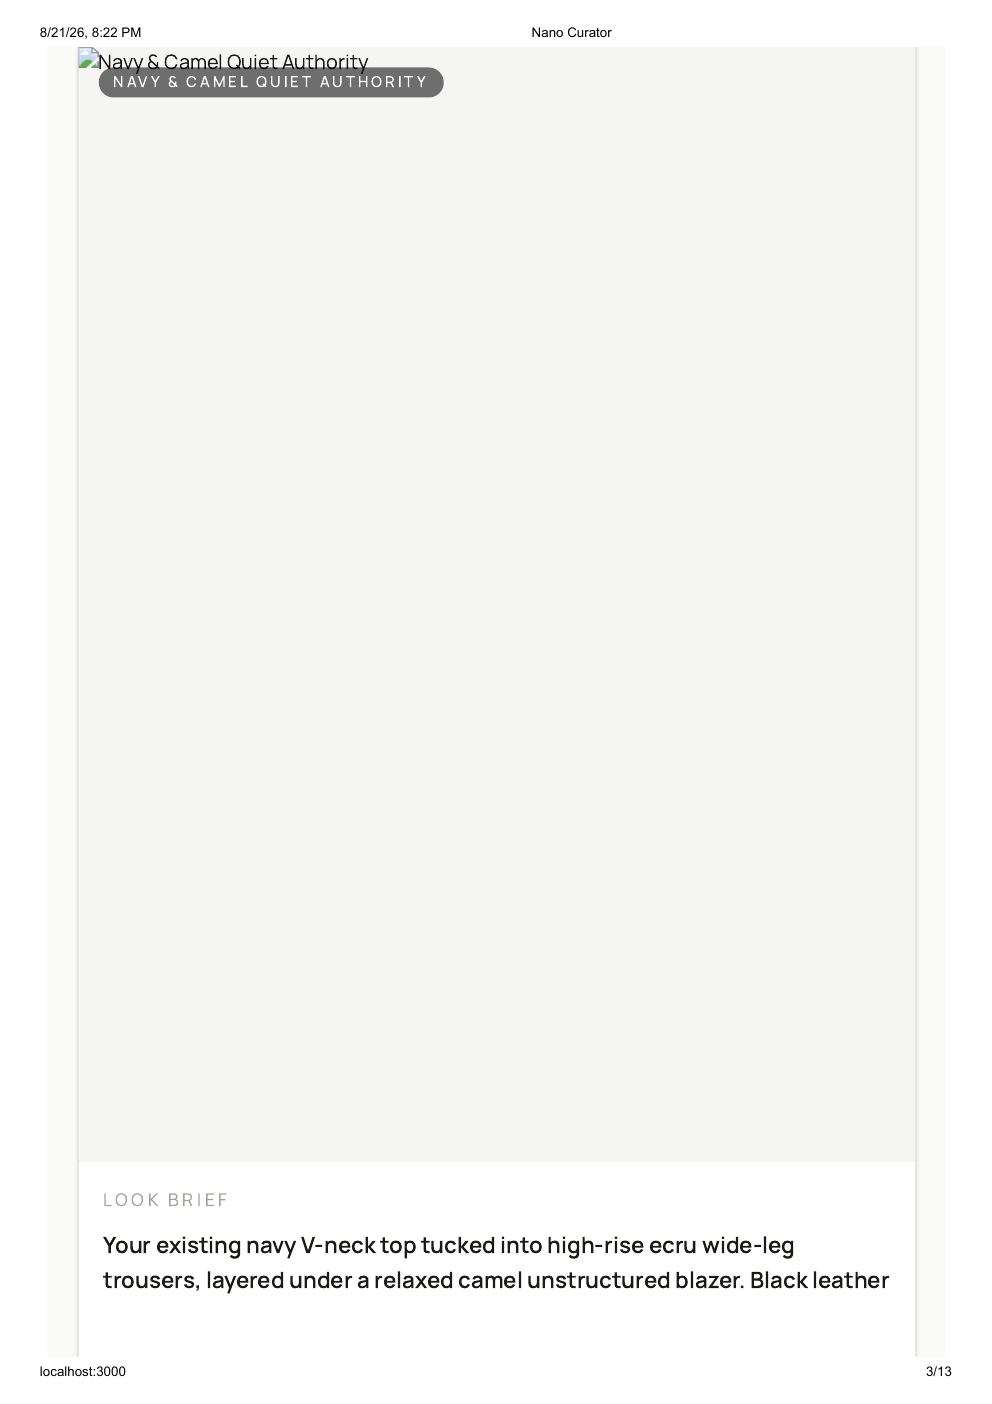 8/21/26, 8:22 PM Nano Curator
Navy & Camel Quiet Authority
NAVY & CAMEL QUIET AUTHORITY
LOOK BRIEF
Your existing navy V-neck top tucked into high-rise ecru wide-leg
trousers, layered under a relaxed camel unstructured blazer. Black leather
localhost:3000 3/13